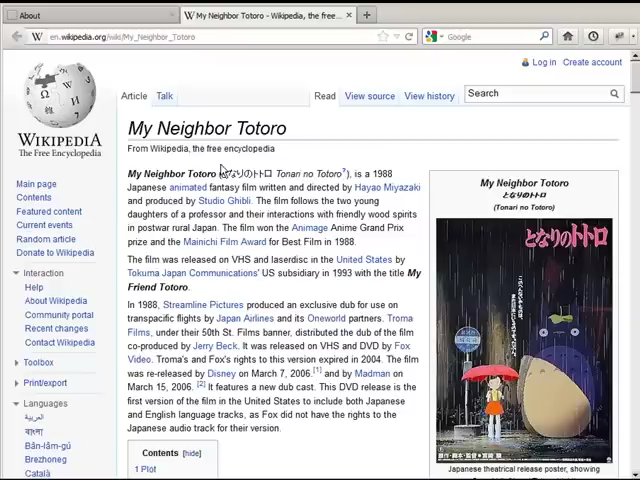 About
My Neighbor Totoro - Wikipedia, the free...
en.wikipedia.org/wiki/My_Neighbor_Totoro
Google
Log in Create account
Article Talk Read View source View history
Search
WIKIPEDIA
The Free Encyclopedia
Main page
Contents
Featured content
Current events
Random article
Donate to Wikipedia
Interaction
Help
About Wikipedia
Community portal
Recent changes
Contact Wikipedia
Toolbox
Print/export
Languages
العربية
বাংলা
Bân-lâm-gú
Brezhoneg
Català
My Neighbor Totoro
From Wikipedia, the free encyclopedia
My Neighbor Totoro (となりのトトロ Tonari no Totoro?), is a 1988
Japanese animated fantasy film written and directed by Hayao Miyazaki
and produced by Studio Ghibli. The film follows the two young
daughters of a professor and their interactions with friendly wood spirits
in postwar rural Japan. The film won the Animage Anime Grand Prix
prize and the Mainichi Film Award for Best Film in 1988.
The film was released on VHS and laserdisc in the United States by
Tokuma Japan Communications' US subsidiary in 1993 with the title My
Friend Totoro.
In 1988, Streamline Pictures produced an exclusive dub for use on
transpacific flights by Japan Airlines and its Oneworld partners. Troma
Films, under their 50th St. Films banner, distributed the dub of the film
co-produced by Jerry Beck. It was released on VHS and DVD by Fox
Video. Troma's and Fox's rights to this version expired in 2004. The film
was re-released by Disney on March 7, 2006.[1] and by Madman on
March 15, 2006. [2] It features a new dub cast. This DVD release is the
first version of the film in the United States to include both Japanese
and English language tracks, as Fox did not have the rights to the
Japanese audio track for their version.
Contents [hide]
1 Plot
My Neighbor Totoro
となりのトトロ
(Tonari no Totoro)
となりのトトロ
Japanese theatrical release poster, showing